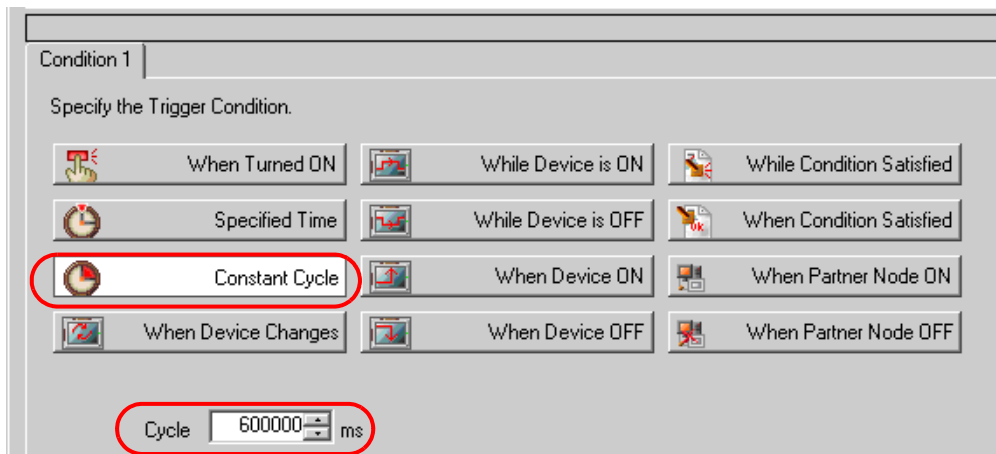 Condition 1
Specify the Trigger Condition.
When Turned ON While Device is ON While Condition Satisfied
Specified Time While Device is OFF OK When Condition Satisfied
Constant Cycle When Device ON When Partner Node ON
When Device Changes When Device OFF When Partner Node OFF
Cycle 600000 ms